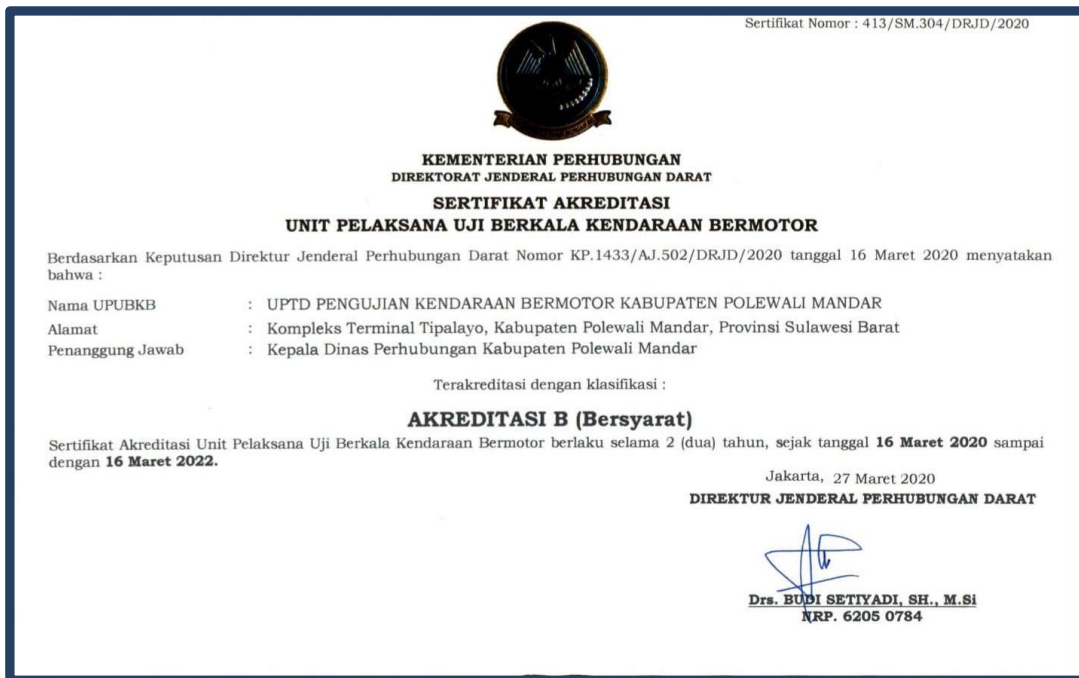 Sertifikat Nomor : 413/SM.304/DRJD/2020
KEMENTERIAN PERHUBUNGAN
DIREKTORAT JENDERAL PERHUBUNGAN DARAT
SERTIFIKAT AKREDITASI
UNIT PELAKSANA UJI BERKALA KENDARAAN BERMOTOR
Berdasarkan Keputusan Direktur Jenderal Perhubungan Darat Nomor KP.1433/AJ.502/DRJD/2020 tanggal 16 Maret 2020 menyatakan
bahwa :
Nama UPUBKB : UPTD PENGUJIAN KENDARAAN BERMOTOR KABUPATEN POLEWALI MANDAR
Alamat : Kompleks Terminal Tipalayo, Kabupaten Polewali Mandar, Provinsi Sulawesi Barat
Penanggung Jawab : Kepala Dinas Perhubungan Kabupaten Polewali Mandar
Terakreditasi dengan klasifikasi :
AKREDITASI B (Bersyarat)
Sertifikat Akreditasi Unit Pelaksana Uji Berkala Kendaraan Bermotor berlaku selama 2 (dua) tahun, sejak tanggal 16 Maret 2020 sampai
dengan 16 Maret 2022.
Jakarta, 27 Maret 2020
DIREKTUR JENDERAL PERHUBUNGAN DARAT
Drs. BUDI SETIYADI, SH., M.Si
NRP. 6205 0784